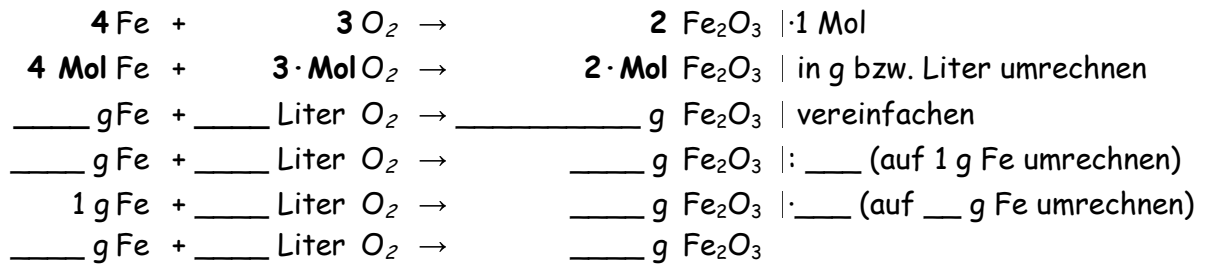 4 Fe + 3 O₂ → 2 Fe₂O₃ |·1 Mol
4 Mol Fe + 3·Mol O₂ → 2·Mol Fe₂O₃ | in g bzw. Liter umrechnen
____ g Fe + ____ Liter O₂ → __________ g Fe₂O₃ | vereinfachen
____ g Fe + ____ Liter O₂ → ____ g Fe₂O₃ |: ___ (auf 1 g Fe umrechnen)
1 g Fe + ____ Liter O₂ → ____ g Fe₂O₃ |·___ (auf __ g Fe umrechnen)
____ g Fe + ____ Liter O₂ → ____ g Fe₂O₃